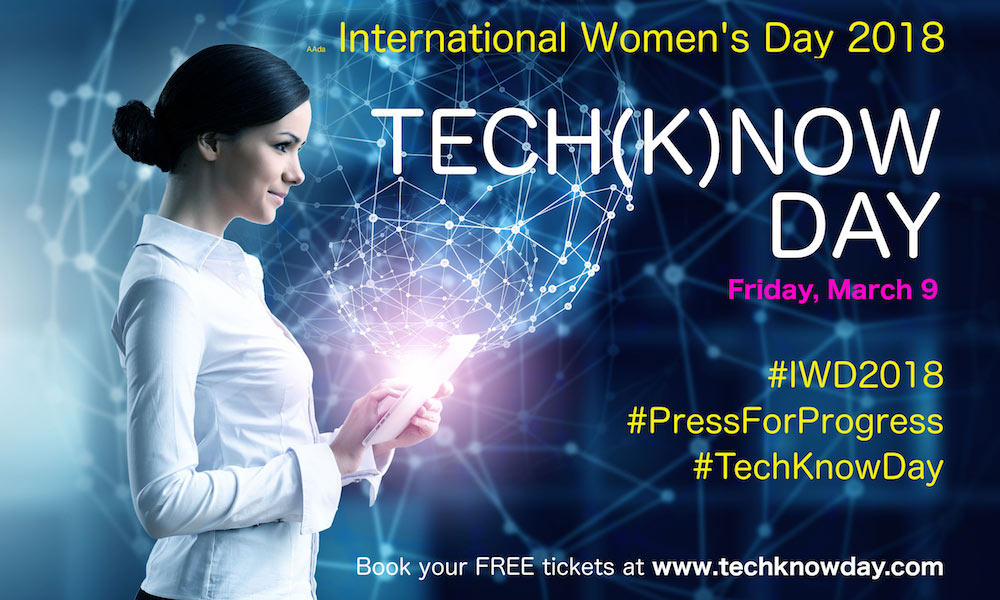 AAda International Women's Day 2018
TECH(K)NOW
DAY
Friday, March 9
#IWD2018
#PressForProgress
#TechKnowDay
Book your FREE tickets at www.techknowday.com